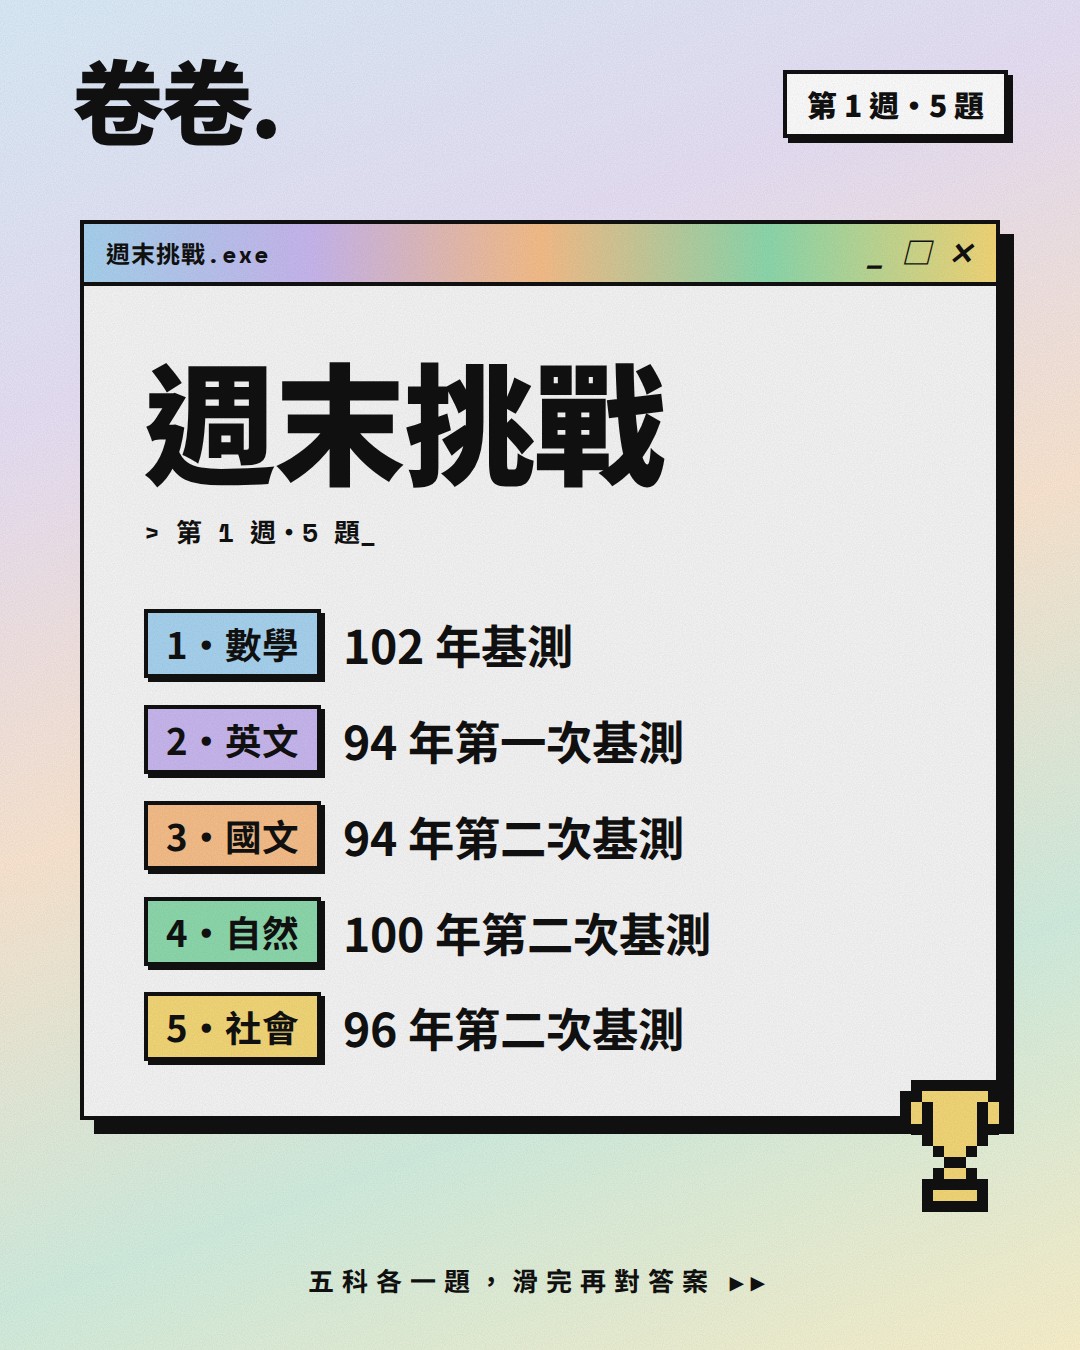 卷卷.
第1週・5題
週末挑戰.exe
週末挑戰
> 第 1 週・5 題_
1・數學 102 年基測
2・英文 94 年第一次基測
3・國文 94 年第二次基測
4・自然 100 年第二次基測
5・社會 96 年第二次基測
五科各一題，滑完再對答案 ▸▸